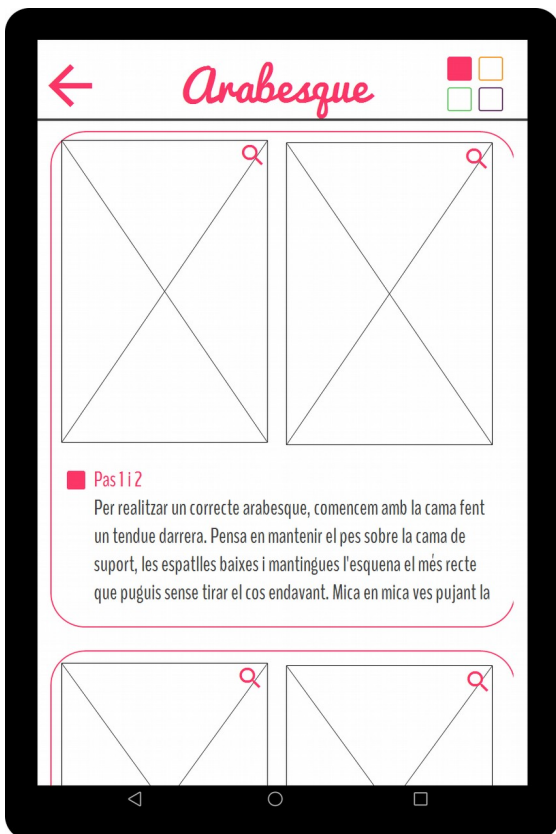 Arabesque
Pas 1 i 2
Per realitzar un correcte arabesque, comencem amb la cama fent
un tendue darrera. Pensa en mantenir el pes sobre la cama de
suport, les espatlles baixes i mantingues l'esquena el més recte
que puguis sense tirar el cos endavant. Mica en mica ves pujant la